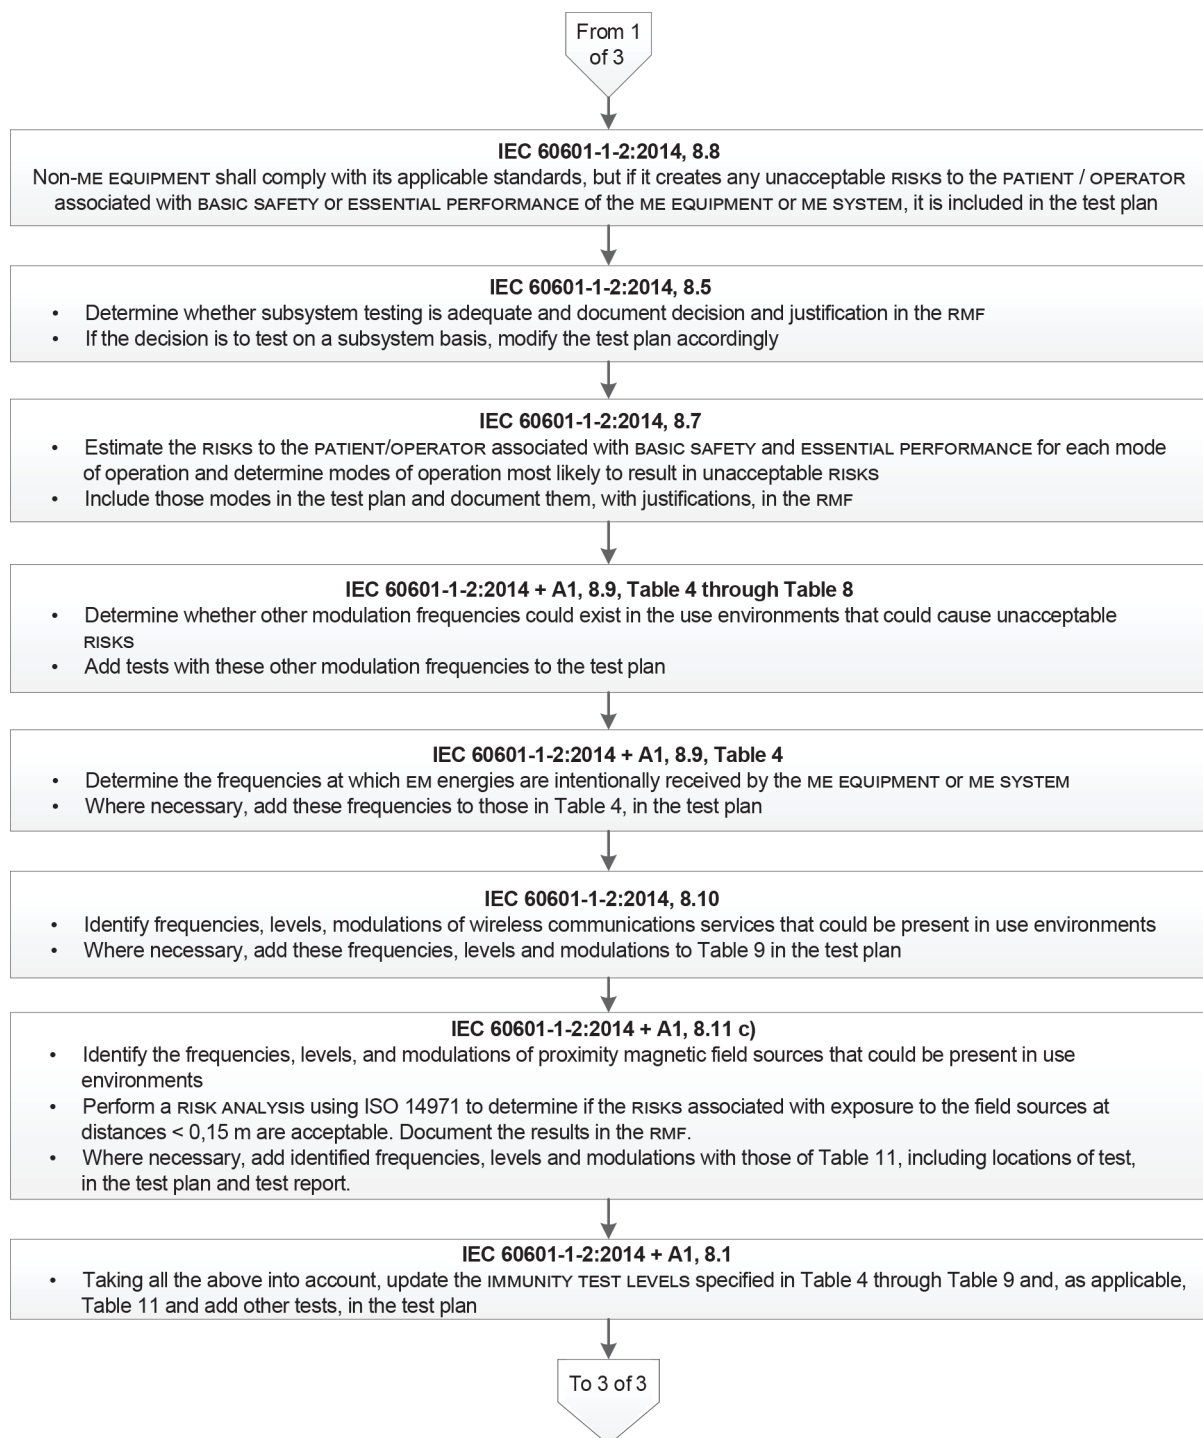 From 1
of 3
IEC 60601-1-2:2014, 8.8
Non-ME EQUIPMENT shall comply with its applicable standards, but if it creates any unacceptable RISKS to the PATIENT / OPERATOR
associated with BASIC SAFETY or ESSENTIAL PERFORMANCE of the ME EQUIPMENT or ME SYSTEM, it is included in the test plan
IEC 60601-1-2:2014, 8.5
• Determine whether subsystem testing is adequate and document decision and justification in the RMF
• If the decision is to test on a subsystem basis, modify the test plan accordingly
IEC 60601-1-2:2014, 8.7
• Estimate the RISKS to the PATIENT/OPERATOR associated with BASIC SAFETY and ESSENTIAL PERFORMANCE for each mode
of operation and determine modes of operation most likely to result in unacceptable RISKS
• Include those modes in the test plan and document them, with justifications, in the RMF
IEC 60601-1-2:2014 + A1, 8.9, Table 4 through Table 8
• Determine whether other modulation frequencies could exist in the use environments that could cause unacceptable
RISKS
• Add tests with these other modulation frequencies to the test plan
IEC 60601-1-2:2014 + A1, 8.9, Table 4
• Determine the frequencies at which EM energies are intentionally received by the ME EQUIPMENT or ME SYSTEM
• Where necessary, add these frequencies to those in Table 4, in the test plan
IEC 60601-1-2:2014, 8.10
• Identify frequencies, levels, modulations of wireless communications services that could be present in use environments
• Where necessary, add these frequencies, levels and modulations to Table 9 in the test plan
IEC 60601-1-2:2014 + A1, 8.11 c)
• Identify the frequencies, levels, and modulations of proximity magnetic field sources that could be present in use
environments
• Perform a RISK ANALYSIS using ISO 14971 to determine if the RISKS associated with exposure to the field sources at
distances < 0,15 m are acceptable. Document the results in the RMF.
• Where necessary, add identified frequencies, levels and modulations with those of Table 11, including locations of test,
in the test plan and test report.
IEC 60601-1-2:2014 + A1, 8.1
• Taking all the above into account, update the IMMUNITY TEST LEVELS specified in Table 4 through Table 9 and, as applicable,
Table 11 and add other tests, in the test plan
To 3 of 3